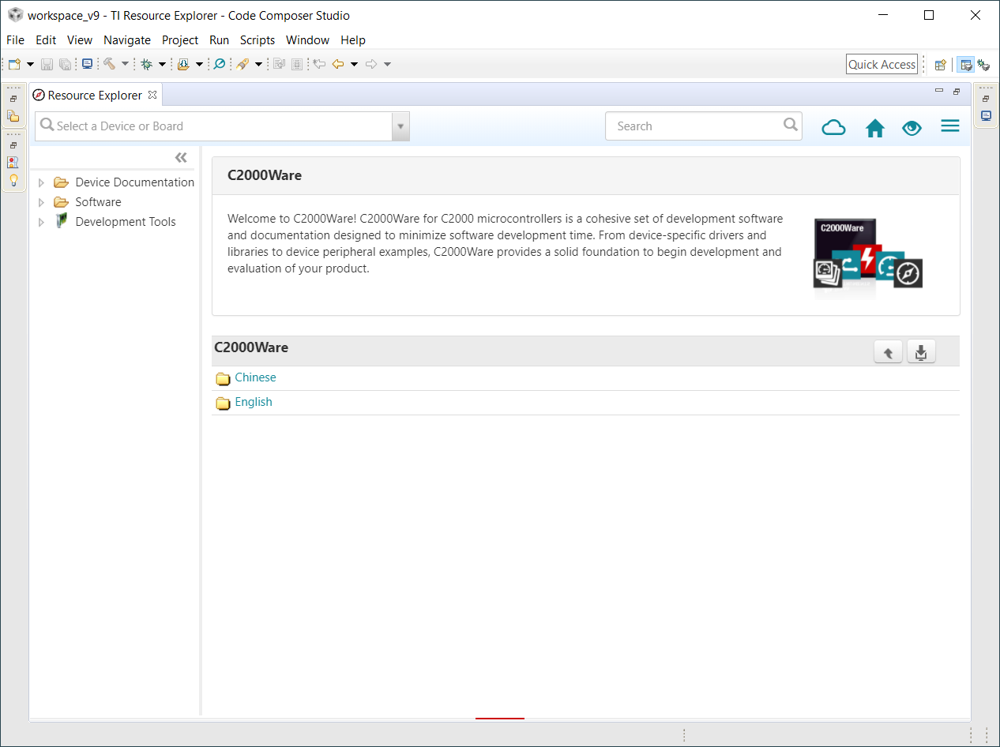 workspace_v9 - TI Resource Explorer - Code Composer Studio
File Edit View Navigate Project Run Scripts Window Help
Quick Access
Resource Explorer
Select a Device or Board
Search
Device Documentation
Software
Development Tools
C2000Ware
Welcome to C2000Ware! C2000Ware for C2000 microcontrollers is a cohesive set of development software
and documentation designed to minimize software development time. From device-specific drivers and
libraries to device peripheral examples, C2000Ware provides a solid foundation to begin development and
evaluation of your product.
C2000Ware
C2000Ware
Chinese
English